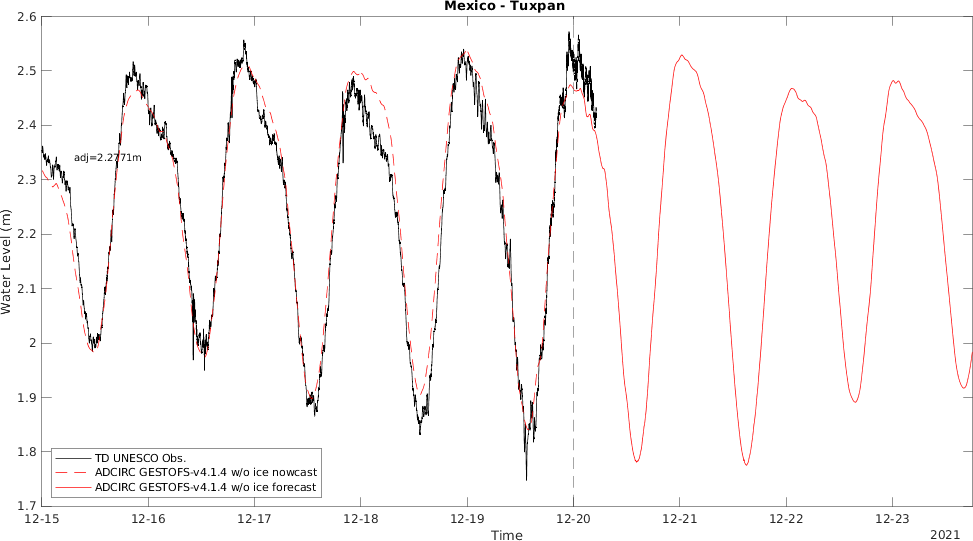 Mexico - Tuxpan
2.6
2.5
2.4
2.3
2.2
2.1
2
1.9
1.8
1.7
Water Level (m)
adj=2.2771m
TD UNESCO Obs.
ADCIRC GESTOFS-v4.1.4 w/o ice nowcast
ADCIRC GESTOFS-v4.1.4 w/o ice forecast
12-15 12-16 12-17 12-18 12-19 12-20 12-21 12-22 12-23
Time
2021